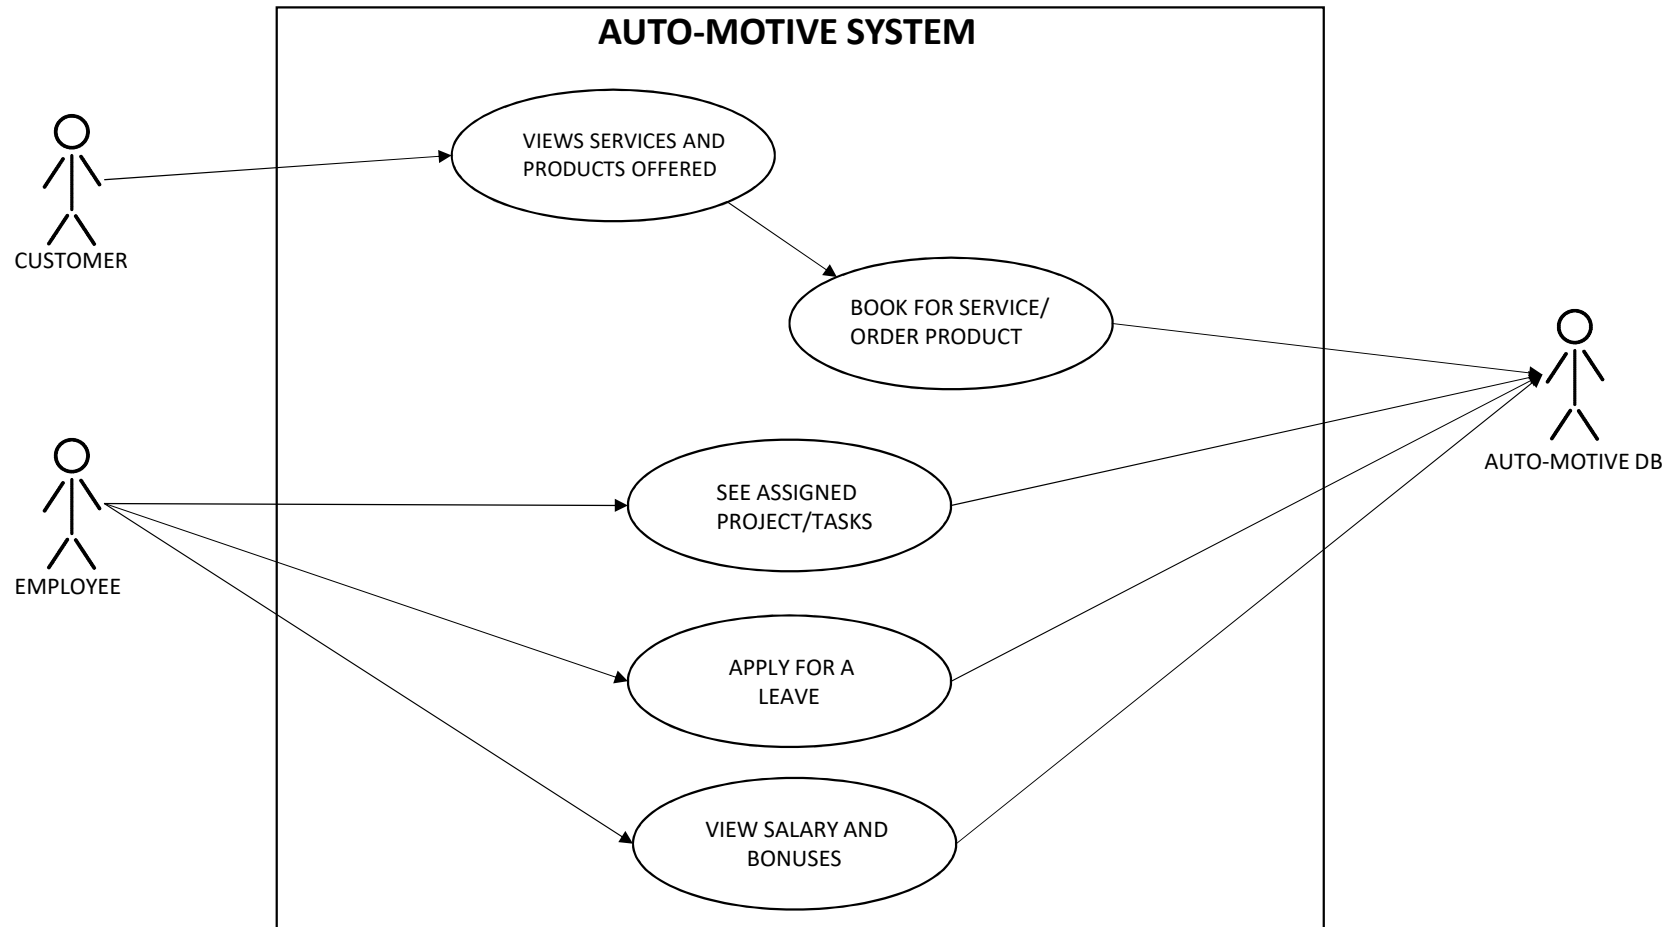 AUTO-MOTIVE SYSTEM
VIEWS SERVICES AND
PRODUCTS OFFERED
CUSTOMER
BOOK FOR SERVICE/
ORDER PRODUCT
AUTO-MOTIVE DB
SEE ASSIGNED
PROJECT/TASKS
EMPLOYEE
APPLY FOR A
LEAVE
VIEW SALARY AND
BONUSES